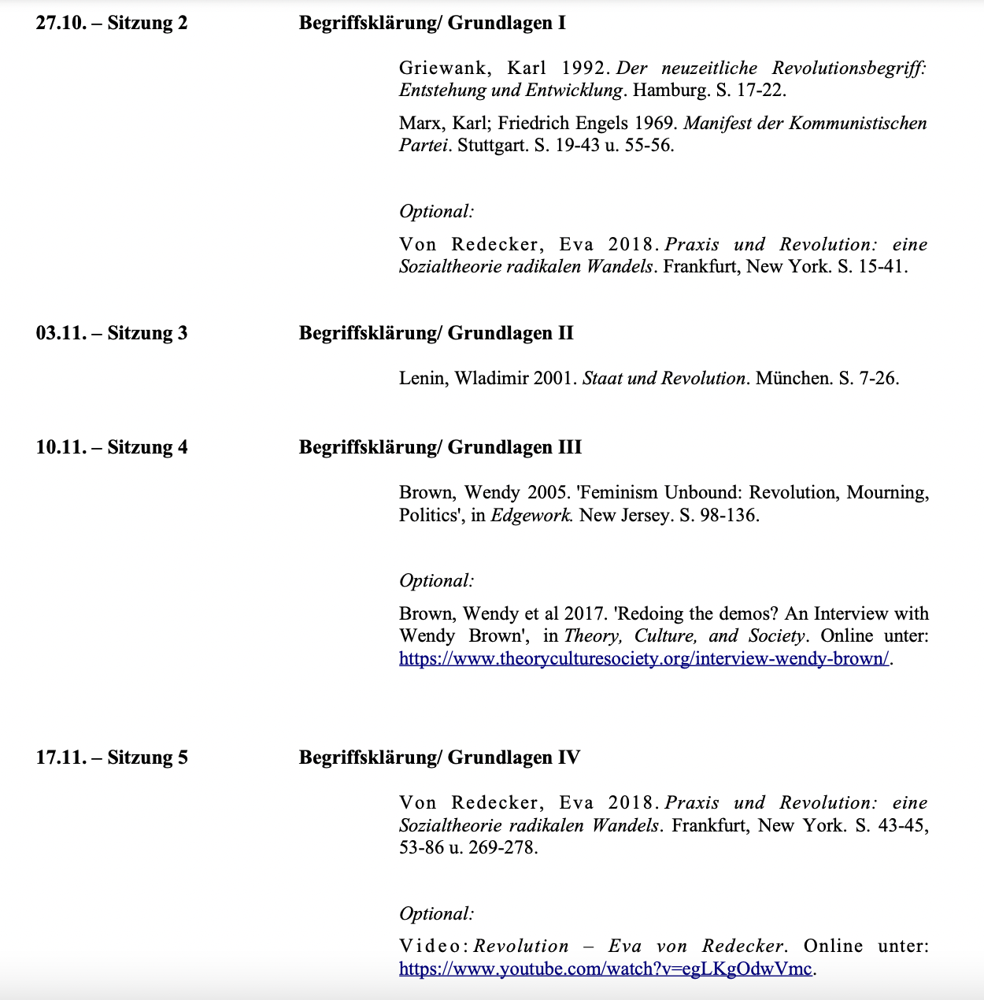 27.10. – Sitzung 2 Begriffsklärung/ Grundlagen I
Griewank, Karl 1992. Der neuzeitliche Revolutionsbegriff:
Entstehung und Entwicklung. Hamburg. S. 17-22.
Marx, Karl; Friedrich Engels 1969. Manifest der Kommunistischen
Partei. Stuttgart. S. 19-43 u. 55-56.
Optional:
Von Redecker, Eva 2018. Praxis und Revolution: eine
Sozialtheorie radikalen Wandels. Frankfurt, New York. S. 15-41.
03.11. – Sitzung 3 Begriffsklärung/ Grundlagen II
Lenin, Wladimir 2001. Staat und Revolution. München. S. 7-26.
10.11. – Sitzung 4 Begriffsklärung/ Grundlagen III
Brown, Wendy 2005. 'Feminism Unbound: Revolution, Mourning,
Politics', in Edgework. New Jersey. S. 98-136.
Optional:
Brown, Wendy et al 2017. 'Redoing the demos? An Interview with
Wendy Brown', in Theory, Culture, and Society. Online unter:
https://www.theoryculturesociety.org/interview-wendy-brown/.
17.11. – Sitzung 5 Begriffsklärung/ Grundlagen IV
Von Redecker, Eva 2018. Praxis und Revolution: eine
Sozialtheorie radikalen Wandels. Frankfurt, New York. S. 43-45,
53-86 u. 269-278.
Optional:
Video: Revolution – Eva von Redecker. Online unter:
https://www.youtube.com/watch?v=egLKgOdwVmc.